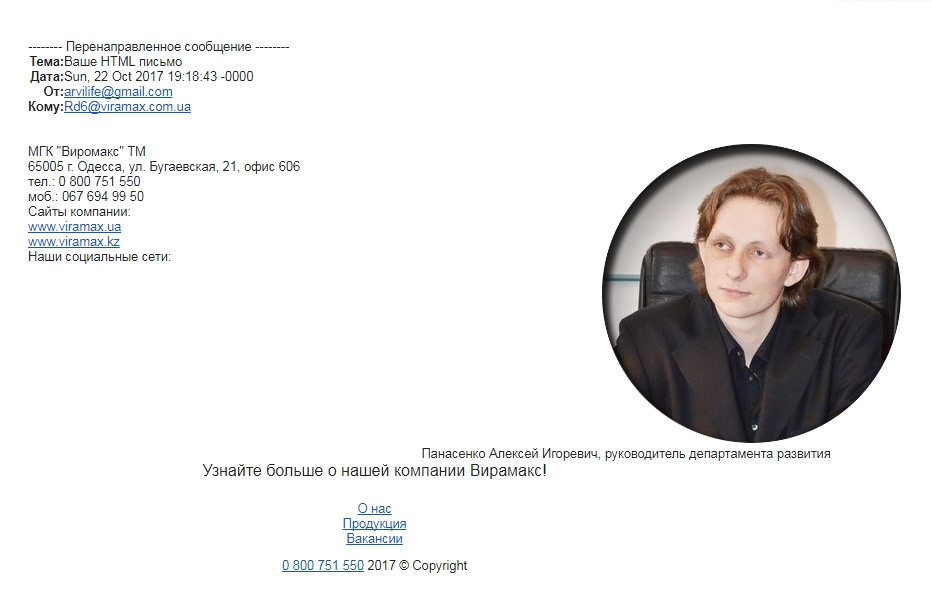 -------- Перенаправленное сообщение --------
Тема:Ваше HTML письмо
Дата:Sun, 22 Oct 2017 19:18:43 -0000
От:arvilife@gmail.com
Кому:Rd6@viramax.com.ua
МГК "Виромакс" ТМ
65005 г. Одесса, ул. Бугаевская, 21, офис 606
тел.: 0 800 751 550
моб.: 067 694 99 50
Сайты компании:
www.viramax.ua
www.viramax.kz
Наши социальные сети:
Панасенко Алексей Игоревич, руководитель департамента развития
Узнайте больше о нашей компании Вирамакс!
О нас
Продукция
Вакансии
0 800 751 550 2017 © Copyright